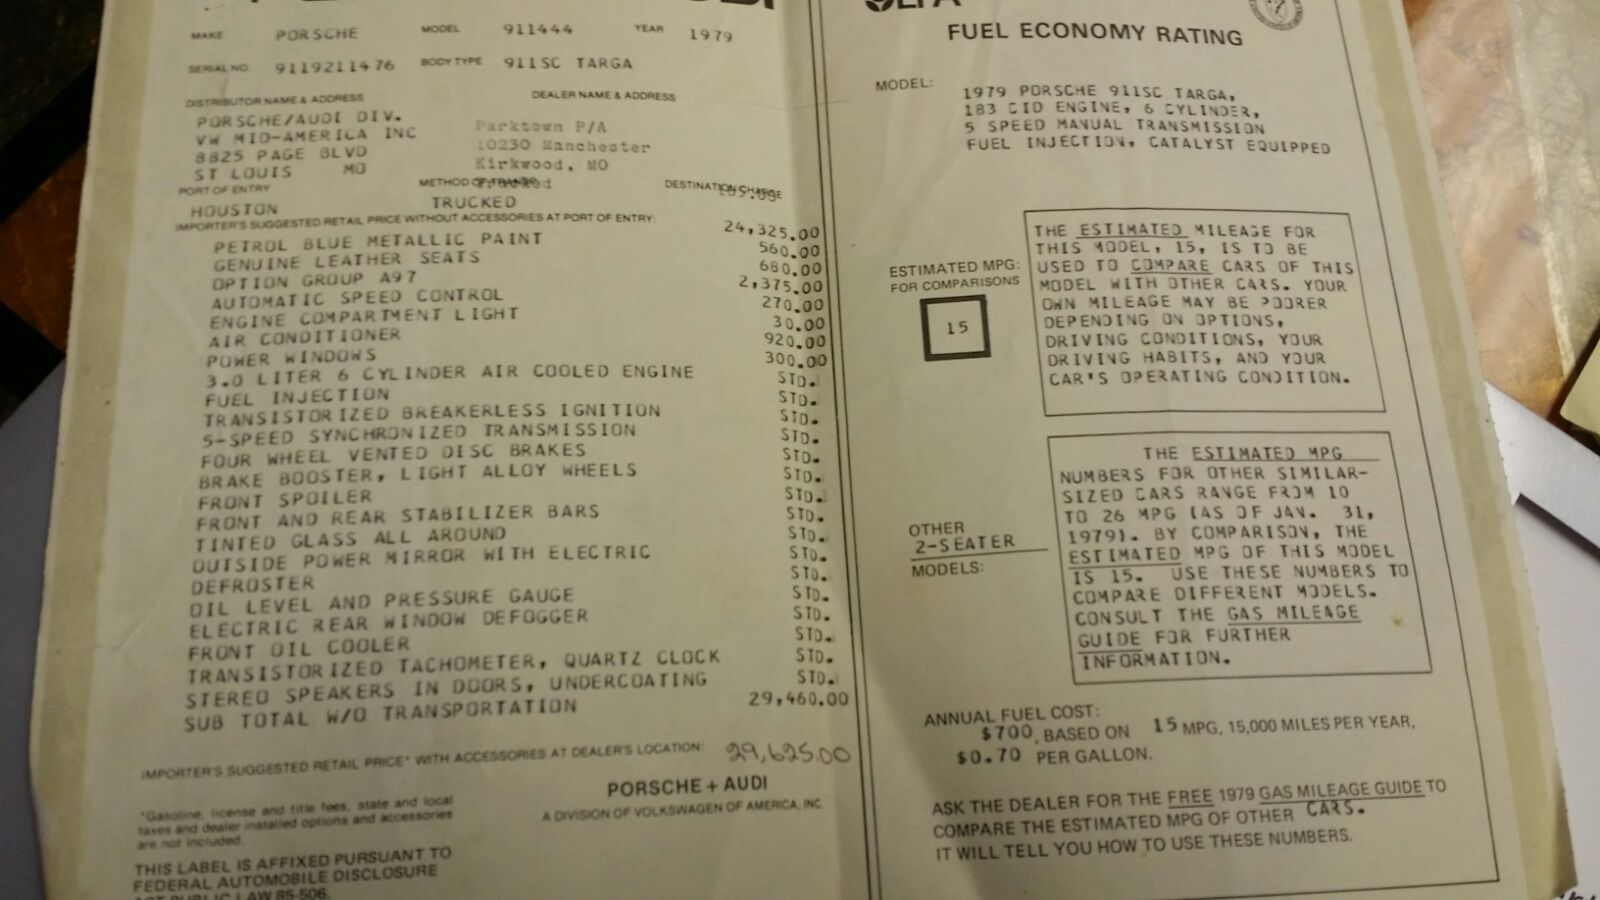 MAKE PORSCHE MODEL 911444 YEAR 1979
SERIAL NO. 9119211476 BODY TYPE 911SC TARGA
DISTRIBUTOR NAME & ADDRESS DEALER NAME & ADDRESS
PORSCHE/AUDI DIV.
VW MID-AMERICA INC
8825 PAGE BLVD
ST LOUIS MO
Parktown P/A
10230 Manchester
Kirkwood, MO
PORT OF ENTRY METHOD OF TRANSP. DESTINATION CHARGE
HOUSTON TRUCKED
IMPORTER'S SUGGESTED RETAIL PRICE WITHOUT ACCESSORIES AT PORT OF ENTRY: 24,325.00
PETROL BLUE METALLIC PAINT 560.00
GENUINE LEATHER SEATS 680.00
OPTION GROUP A97 2,375.00
AUTOMATIC SPEED CONTROL 270.00
ENGINE COMPARTMENT LIGHT 30.00
AIR CONDITIONER 920.00
POWER WINDOWS 300.00
3.0 LITER 6 CYLINDER AIR COOLED ENGINE STD.
FUEL INJECTION STD.
TRANSISTORIZED BREAKERLESS IGNITION STD.
5-SPEED SYNCHRONIZED TRANSMISSION STD.
FOUR WHEEL VENTED DISC BRAKES STD.
BRAKE BOOSTER, LIGHT ALLOY WHEELS STD.
FRONT SPOILER STD.
FRONT AND REAR STABILIZER BARS STD.
TINTED GLASS ALL AROUND STD.
OUTSIDE POWER MIRROR WITH ELECTRIC STD.
DEFROSTER STD.
OIL LEVEL AND PRESSURE GAUGE STD.
ELECTRIC REAR WINDOW DEFOGGER STD.
FRONT OIL COOLER STD.
TRANSISTORIZED TACHOMETER, QUARTZ CLOCK STD.
STEREO SPEAKERS IN DOORS, UNDERCOATING STD.
SUB TOTAL W/O TRANSPORTATION 29,460.00
IMPORTER'S SUGGESTED RETAIL PRICE* WITH ACCESSORIES AT DEALER'S LOCATION: 29,625.00
PORSCHE + AUDI
A DIVISION OF VOLKSWAGEN OF AMERICA, INC.
*Gasoline, license and title fees, state and local
taxes and dealer installed options and accessories
are not included.
THIS LABEL IS AFFIXED PURSUANT TO
FEDERAL AUTOMOBILE DISCLOSURE
ACT PUBLIC LAW 85-506.
EPA
FUEL ECONOMY RATING
MODEL: 1979 PORSCHE 911SC TARGA,
183 CID ENGINE, 6 CYLINDER,
5 SPEED MANUAL TRANSMISSION
FUEL INJECTION, CATALYST EQUIPPED
ESTIMATED MPG:
FOR COMPARISONS
15
THE ESTIMATED MILEAGE FOR
THIS MODEL, 15, IS TO BE
USED TO COMPARE CARS OF THIS
MODEL WITH OTHER CARS. YOUR
OWN MILEAGE MAY BE POORER
DEPENDING ON OPTIONS,
DRIVING CONDITIONS, YOUR
DRIVING HABITS, AND YOUR
CAR'S OPERATING CONDITION.
OTHER
2-SEATER
MODELS:
THE ESTIMATED MPG
NUMBERS FOR OTHER SIMILAR-
SIZED CARS RANGE FROM 10
TO 26 MPG (AS OF JAN. 31,
1979). BY COMPARISON, THE
ESTIMATED MPG OF THIS MODEL
IS 15. USE THESE NUMBERS TO
COMPARE DIFFERENT MODELS.
CONSULT THE GAS MILEAGE
GUIDE FOR FURTHER
INFORMATION.
ANNUAL FUEL COST:
$700, BASED ON 15 MPG, 15,000 MILES PER YEAR,
$0.70 PER GALLON.
ASK THE DEALER FOR THE FREE 1979 GAS MILEAGE GUIDE TO
COMPARE THE ESTIMATED MPG OF OTHER CARS.
IT WILL TELL YOU HOW TO USE THESE NUMBERS.